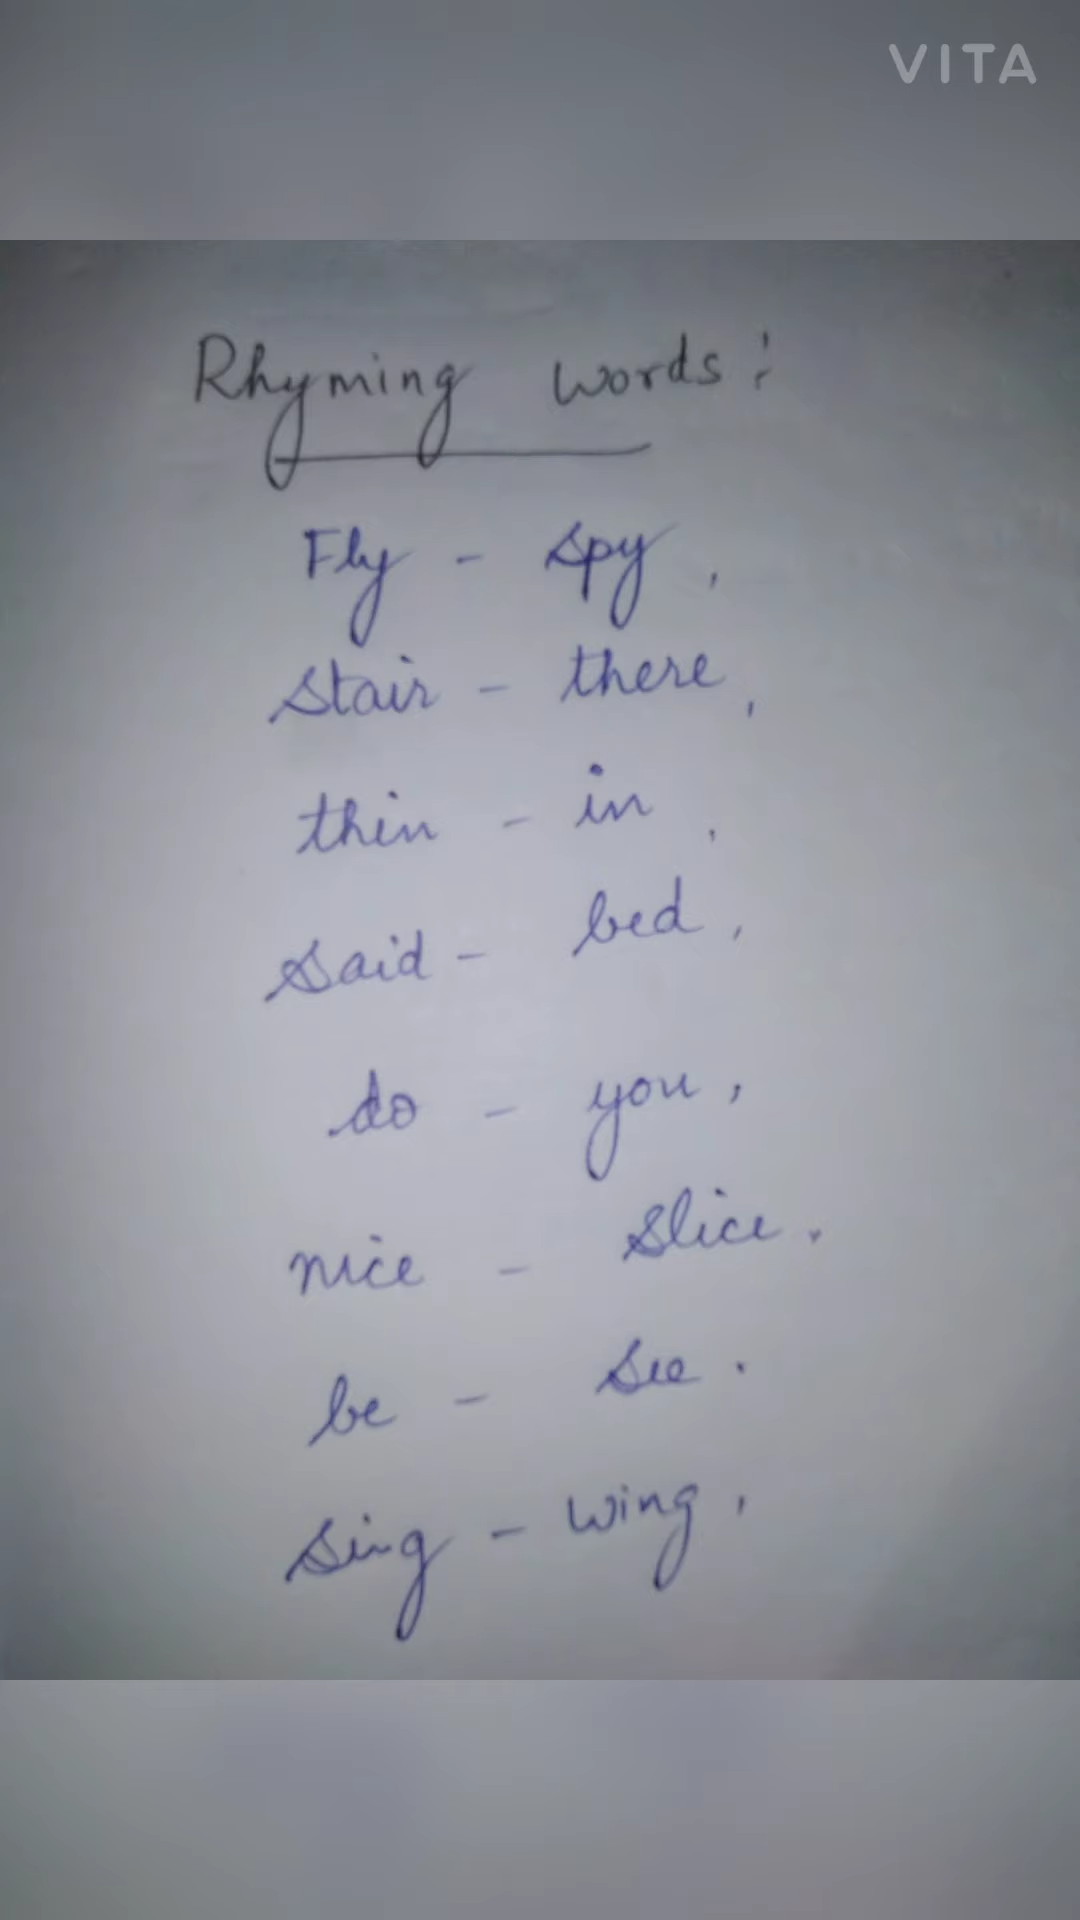 VITA
Rhyming words:
Fly - spy,
stair - there,
thin - in,
said - bed,
do - you,
nice - slice.
be - see.
sing - wing,